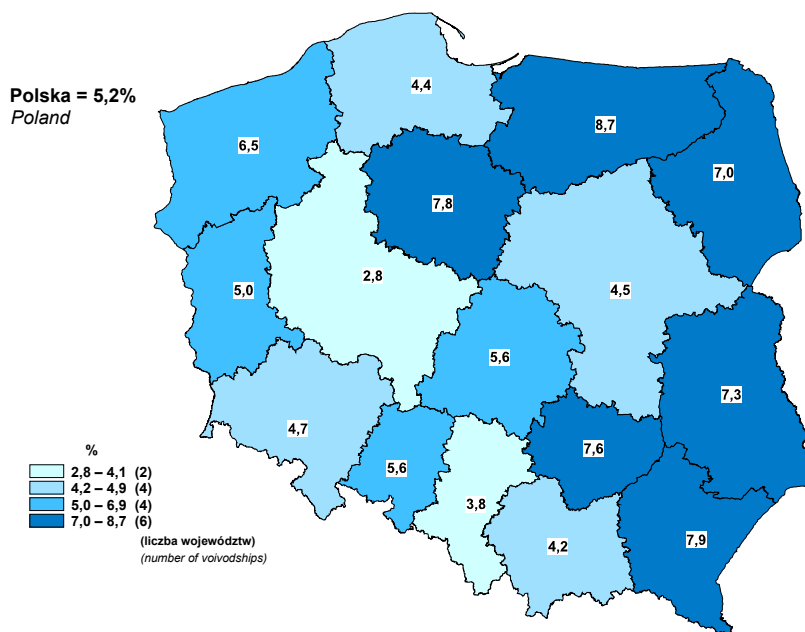 4,4
Polska = 5,2%
Poland
8,7
6,5
7,0
7,8
2,8
5,0
4,5
5,6
7,3
4,7
7,6
5,6
%
2,8 – 4,1 (2)
4,2 – 4,9 (4)
5,0 – 6,9 (4)
7,0 – 8,7 (6)
3,8
(liczba województw)
(number of voivodships)
4,2
7,9